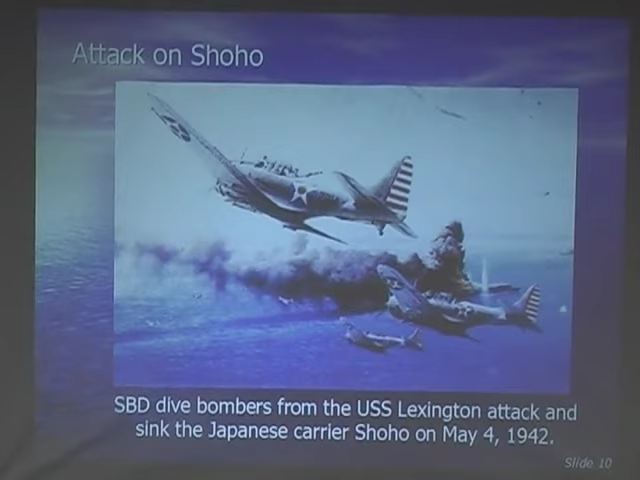 Attack on Shoho
SBD dive bombers from the USS Lexington attack and
sink the Japanese carrier Shoho on May 4, 1942.
Slide 10